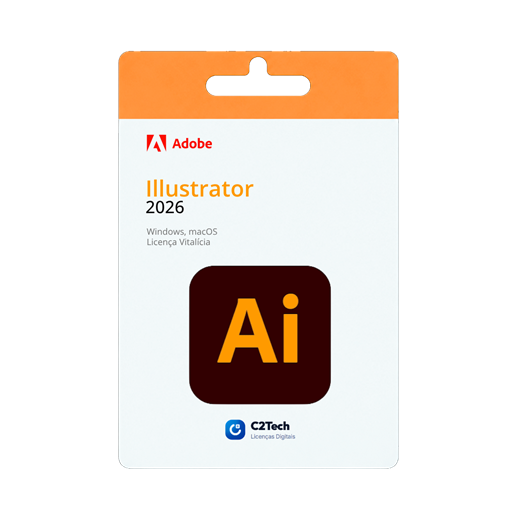 Adobe
Illustrator
2026
Windows, macOS
Licença Vitalícia
Ai
C2Tech
Licenças Digitais